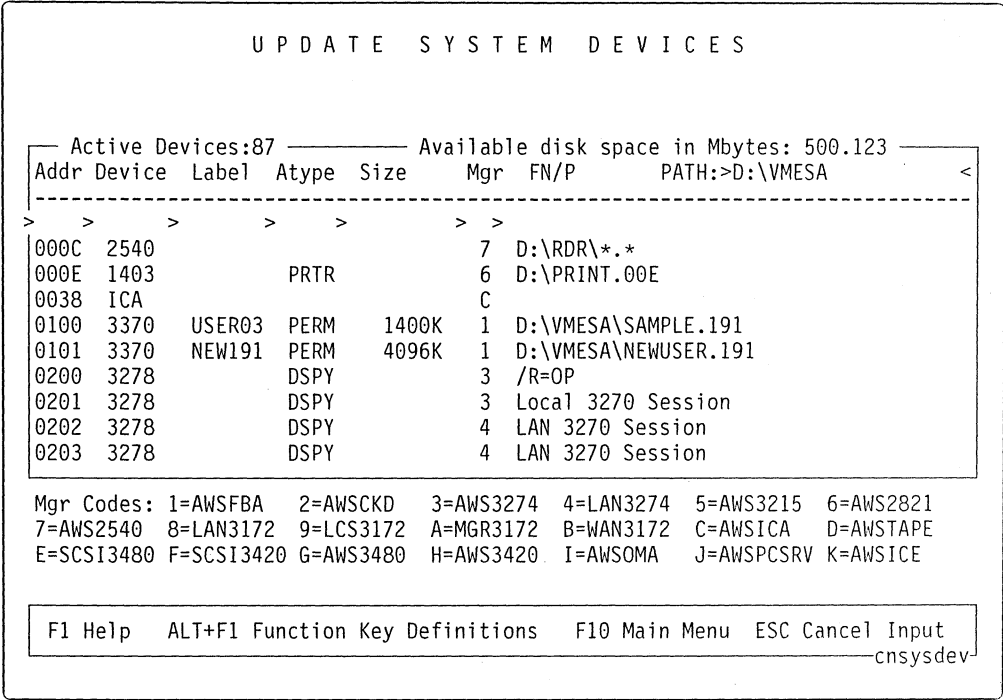 UPDATE SYSTEM DEVICES
Active Devices:87 Available disk space in Mbytes: 500.123
Addr Device Label Atype Size Mgr FN/P PATH:>D:\VMESA <
--------------------------------------------------------------------------------
> > > > > > >
000C 2540 7 D:\RDR\*.*
000E 1403 PRTR 6 D:\PRINT.00E
0038 ICA C
0100 3370 USER03 PERM 1400K 1 D:\VMESA\SAMPLE.191
0101 3370 NEW191 PERM 4096K 1 D:\VMESA\NEWUSER.191
0200 3278 DSPY 3 /R=OP
0201 3278 DSPY 3 Local 3270 Session
0202 3278 DSPY 4 LAN 3270 Session
0203 3278 DSPY 4 LAN 3270 Session
Mgr Codes: 1=AWSFBA 2=AWSCKD 3=AWS3274 4=LAN3274 5=AWS3215 6=AWS2821
7=AWS2540 8=LAN3172 9=LCS3172 A=MGR3172 B=WAN3172 C=AWSICA D=AWSTAPE
E=SCSI3480 F=SCSI3420 G=AWS3480 H=AWS3420 I=AWSOMA J=AWSPCSRV K=AWSICE
F1 Help ALT+F1 Function Key Definitions F10 Main Menu ESC Cancel Input
cnsysdev